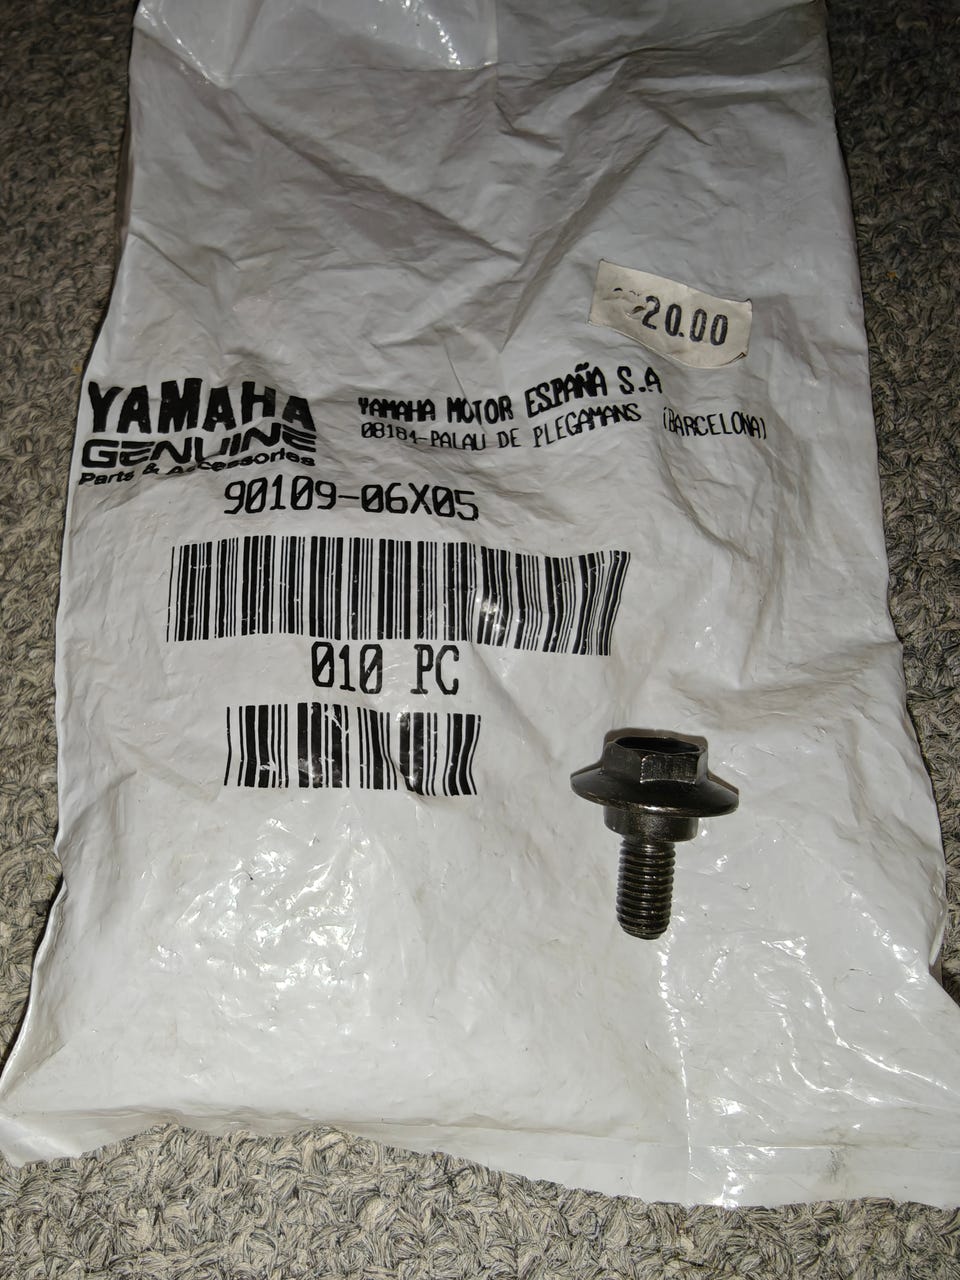 20.00
YAMAHA
GENUINE
Parts & Accessories
YAMAHA MOTOR ESPAÑA S.A
08184-PALAU DE PLEGAMANS (BARCELONA)
90109-06X05
010 PC